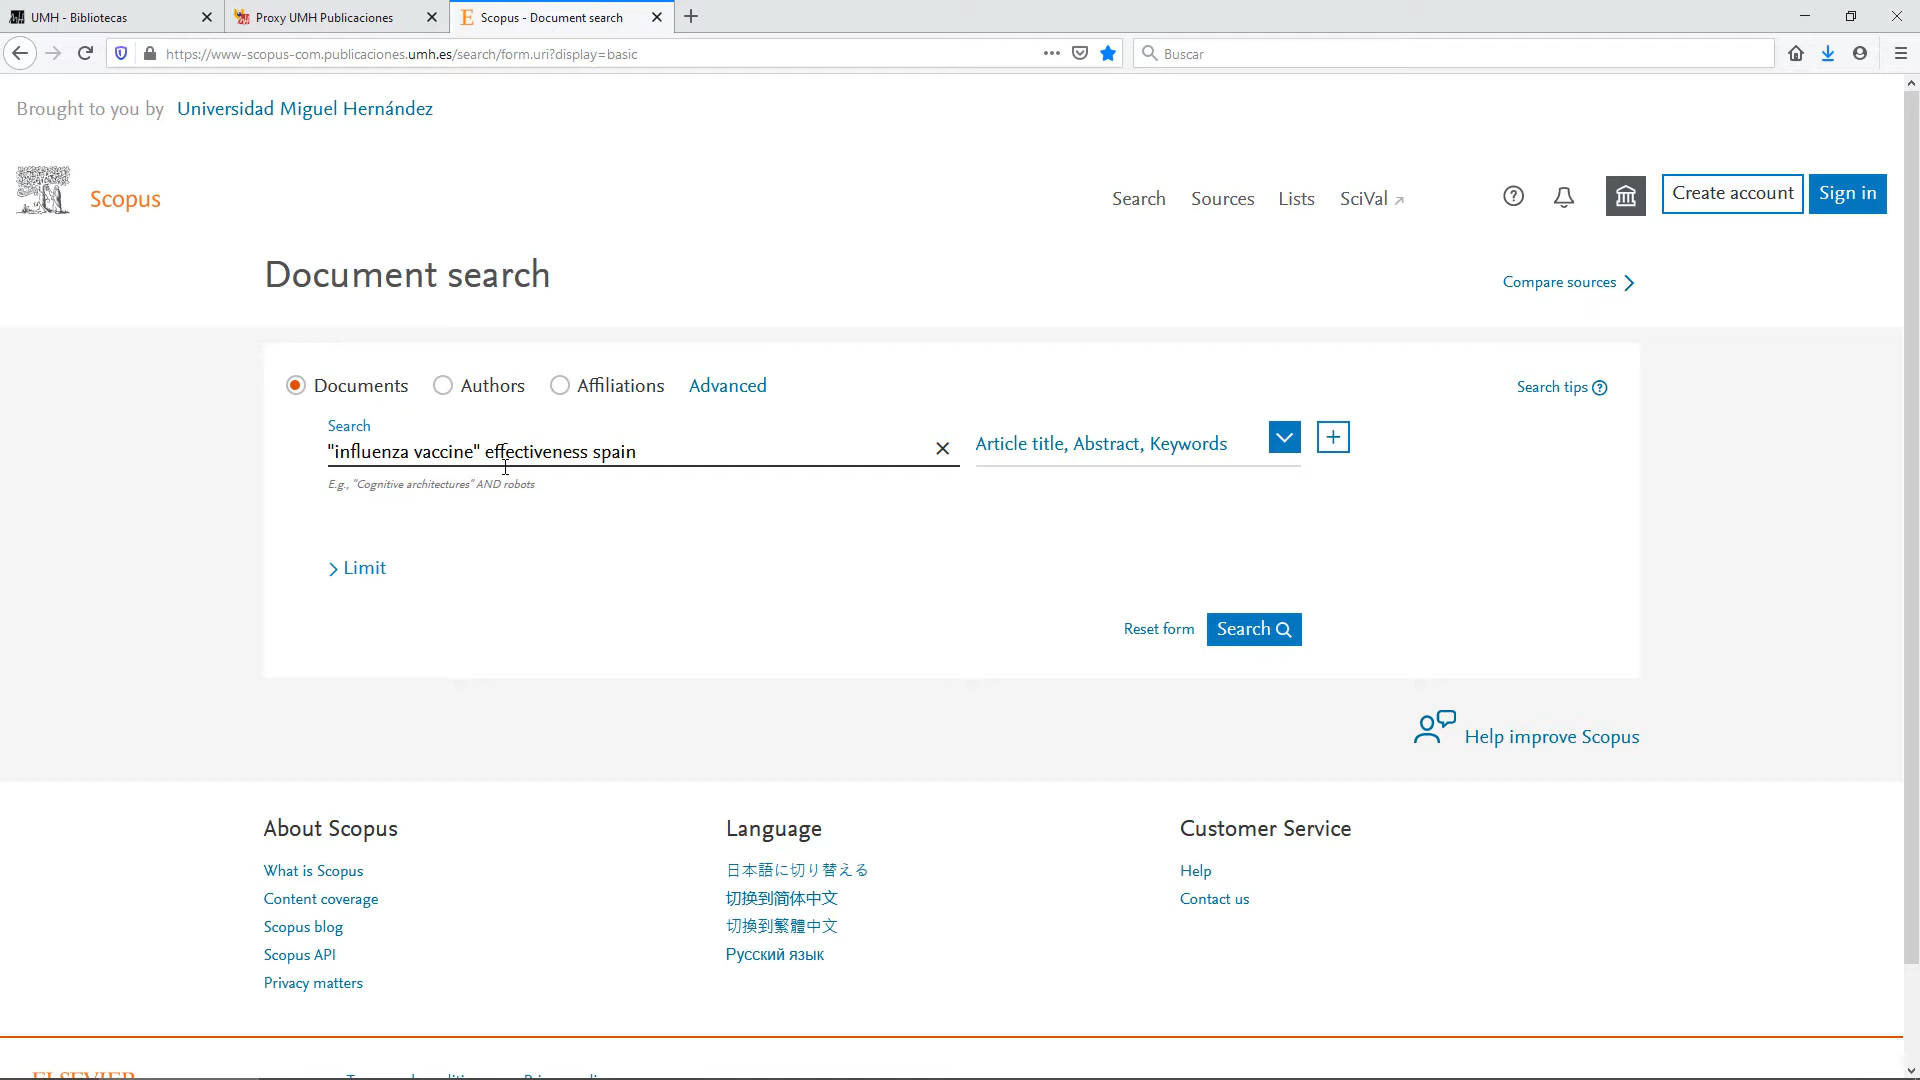 UMH - Bibliotecas
Proxy UMH Publicaciones
Scopus - Document search
https://www-scopus-com.publicaciones.umh.es/search/form.uri?display=basic
Buscar
Brought to you by Universidad Miguel Hernández
Scopus
Search Sources Lists SciVal
Create account
Sign in
Document search
Compare sources
Documents Authors Affiliations Advanced
Search tips
Search
"influenza vaccine" effectiveness spain
Article title, Abstract, Keywords
E.g., "Cognitive architectures" AND robots
Limit
Reset form
Search
Help improve Scopus
About Scopus
What is Scopus
Content coverage
Scopus blog
Scopus API
Privacy matters
Language
日本語に切り替える
切换到简体中文
切換到繁體中文
Русский язык
Customer Service
Help
Contact us
ELSEVIER